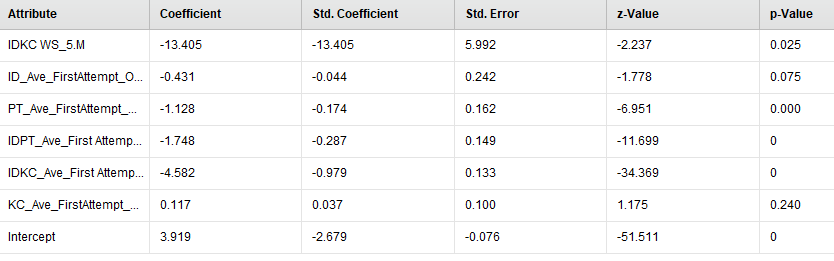 Attribute Coefficient Std. Coefficient Std. Error z-Value p-Value
IDKC WS_5.M -13.405 -13.405 5.992 -2.237 0.025
ID_Ave_FirstAttempt_O... -0.431 -0.044 0.242 -1.778 0.075
PT_Ave_FirstAttempt_... -1.128 -0.174 0.162 -6.951 0.000
IDPT_Ave_First Attemp... -1.748 -0.287 0.149 -11.699 0
IDKC_Ave_First Attemp... -4.582 -0.979 0.133 -34.369 0
KC_Ave_FirstAttempt_... 0.117 0.037 0.100 1.175 0.240
Intercept 3.919 -2.679 -0.076 -51.511 0